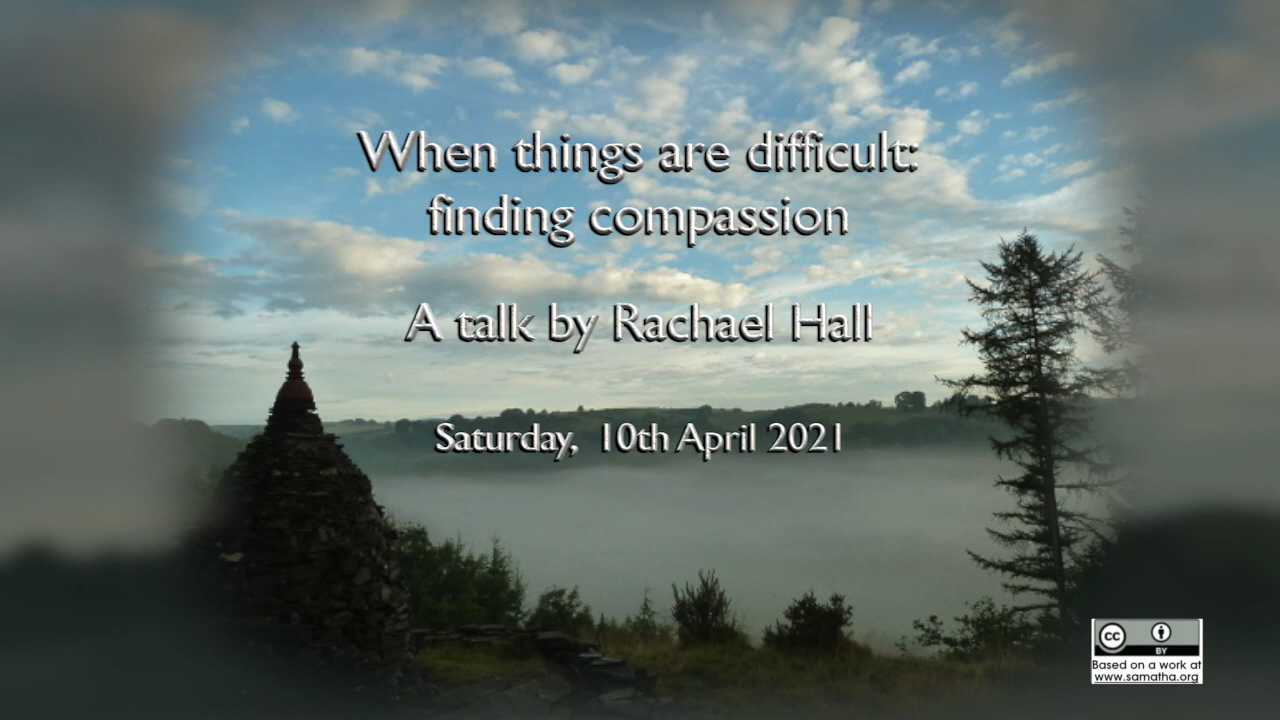 When things are difficult:
finding compassion
A talk by Rachael Hall
Saturday, 10th April 2021
cc
BY
Based on a work at
www.samatha.org